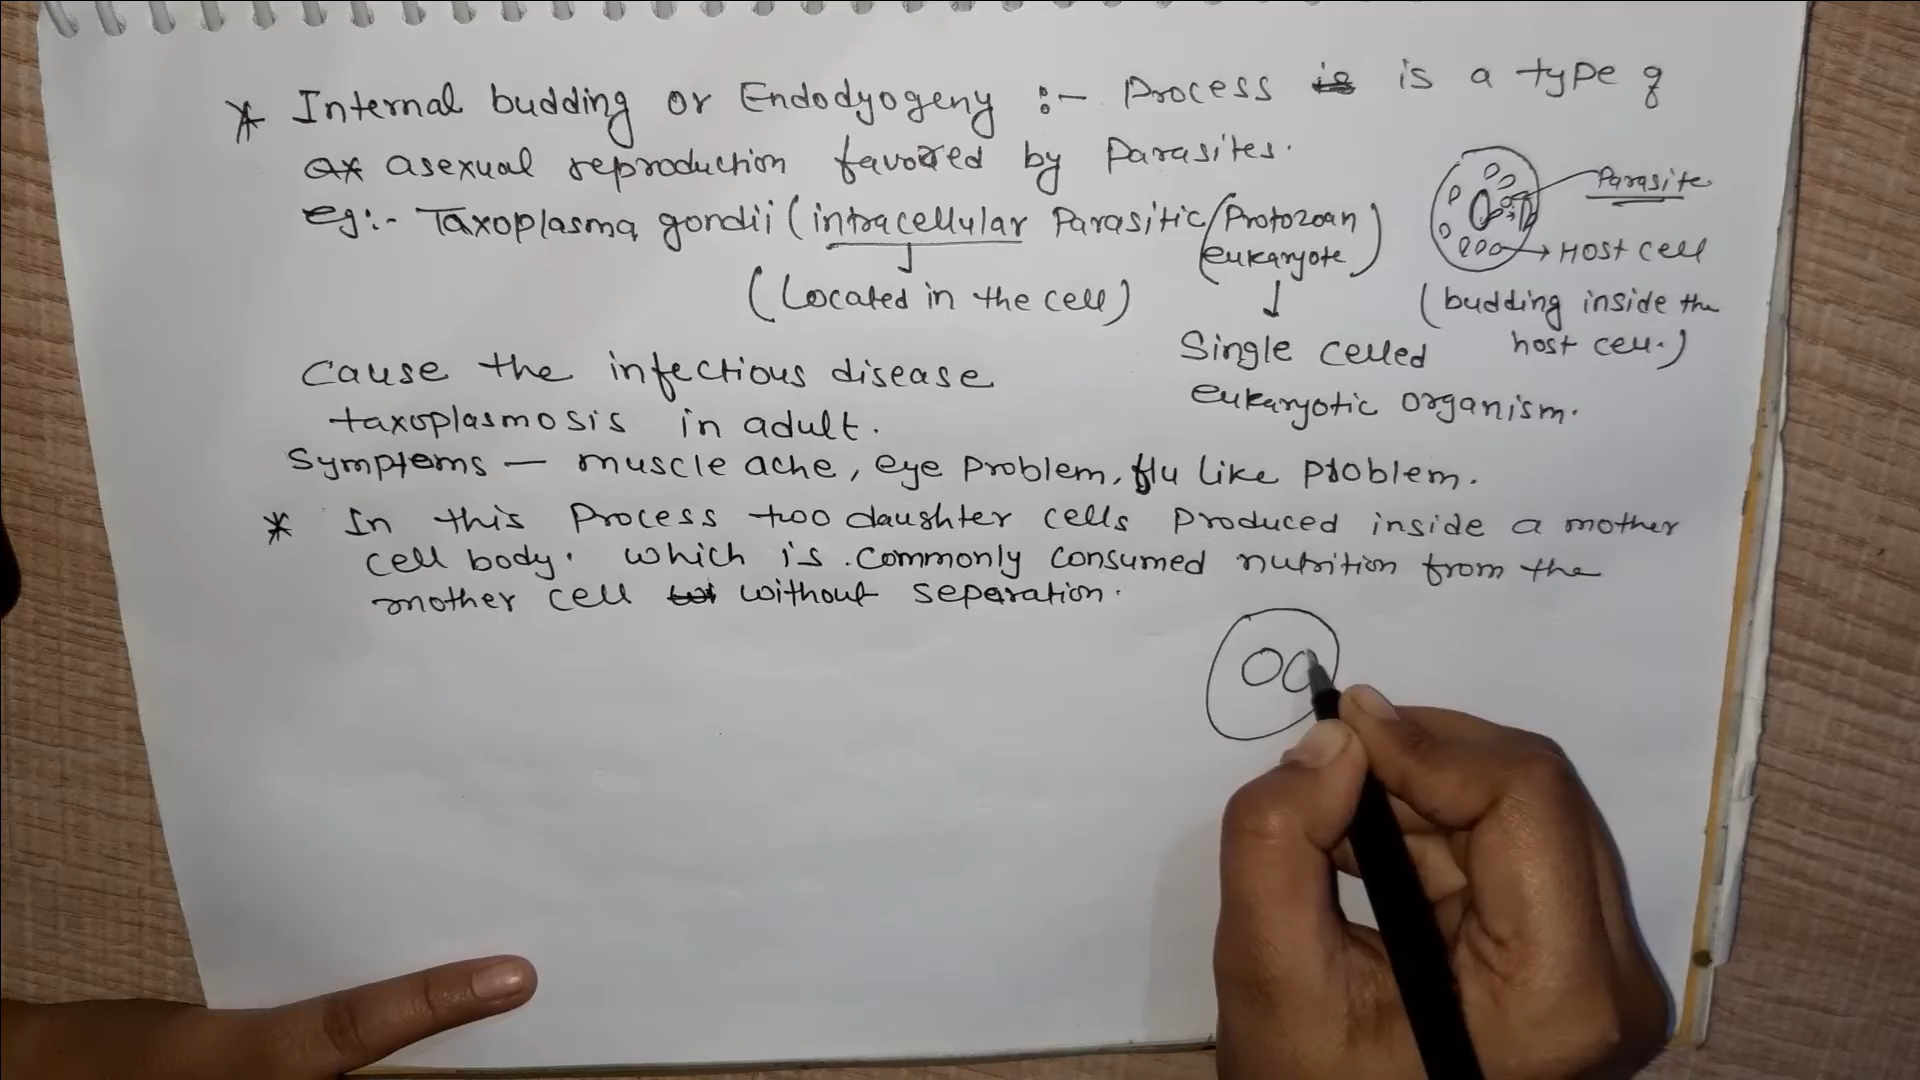 * Internal budding or Endodyogeny :- Process is is a type of
asexual reproduction favored by Parasites.
eg:- Taxoplasma gondii (intracellular Parasitic/Protozoan
eukaryote)
(Located in the cell)
Single celled
eukaryotic organism.
Parasite
Host cell
(budding inside the
host cell.)
Cause the infectious disease
taxoplasmosis in adult.
Symptoms — muscle ache, eye problem, flu like problem.
* In this Process two daughter cells produced inside a mother
cell body. which is commonly consumed nutrition from the
mother cell without separation.